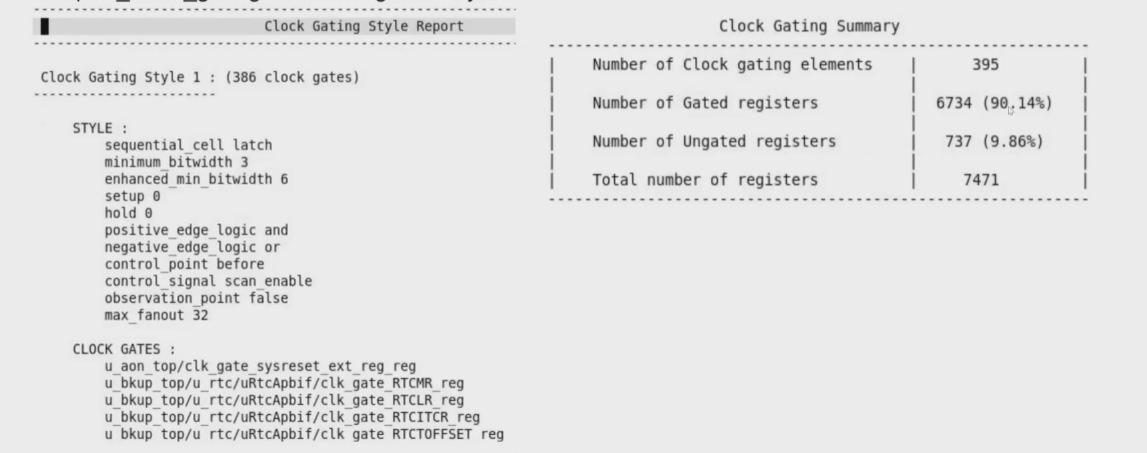 Clock Gating Style Report
Clock Gating Style 1 : (386 clock gates)
STYLE :
sequential_cell latch
minimum_bitwidth 3
enhanced_min_bitwidth 6
setup 0
hold 0
positive_edge_logic and
negative_edge_logic or
control_point before
control_signal scan_enable
observation_point false
max_fanout 32
CLOCK GATES :
u_aon_top/clk_gate_sysreset_ext_reg_reg
u_bkup_top/u_rtc/uRtcApbif/clk_gate_RTCMR_reg
u_bkup_top/u_rtc/uRtcApbif/clk_gate_RTCLR_reg
u_bkup_top/u_rtc/uRtcApbif/clk_gate_RTCITCR_reg
u_bkup_top/u_rtc/uRtcApbif/clk_gate_RTCTOFFSET_reg
Clock Gating Summary
| Number of Clock gating elements | 395 |
| Number of Gated registers | 6734 (90.14%) |
| Number of Ungated registers | 737 (9.86%) |
| Total number of registers | 7471 |